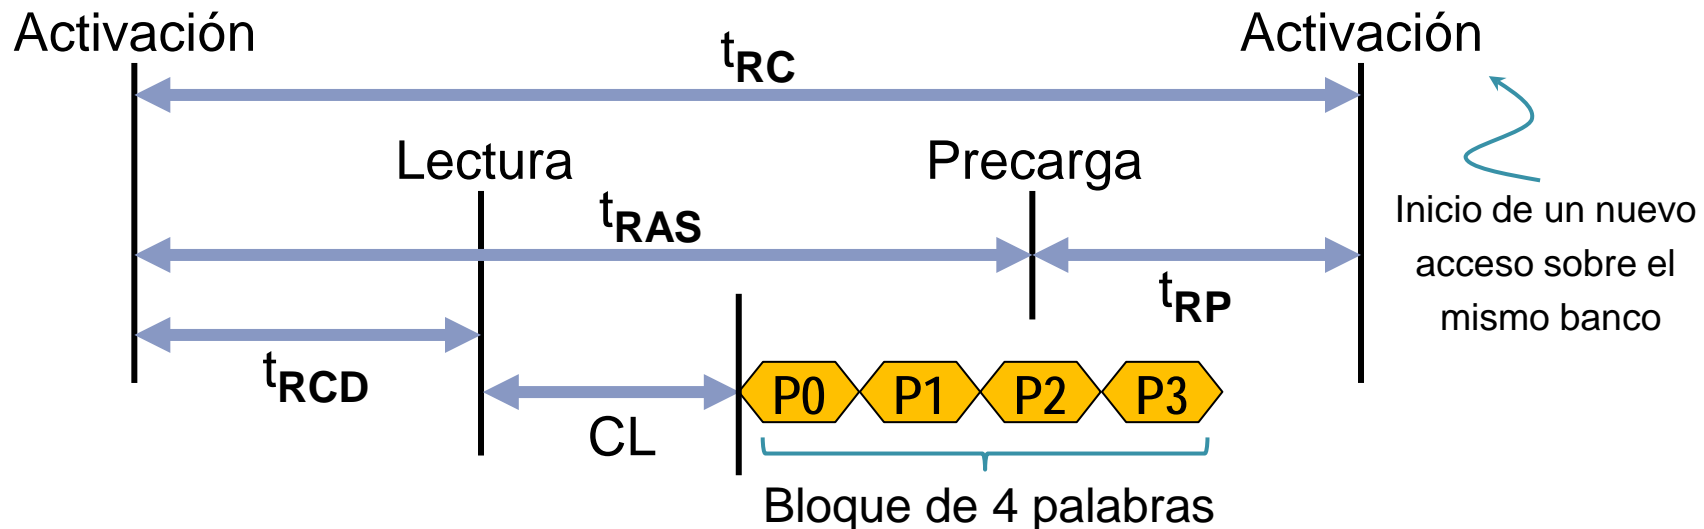 Activación
Activación
tRC
Lectura
Precarga
tRAS
Inicio de un nuevo
acceso sobre el
mismo banco
tRP
tRCD
CL
P0 P1 P2 P3
Bloque de 4 palabras